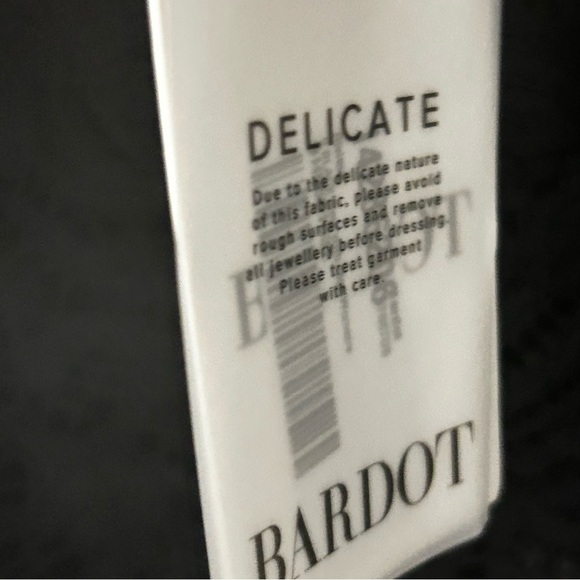 DELICATE
Due to the delicate nature
of this fabric, please avoid
rough surfaces and remove
all jewellery before dressing.
Please treat garment
with care.
BARDOT